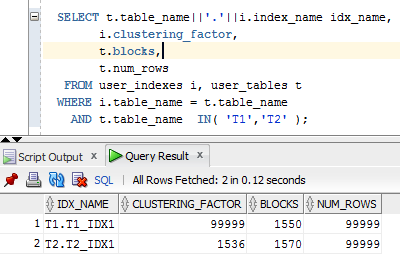 SELECT t.table_name||'.'||i.index_name idx_name,
i.clustering_factor,
t.blocks,
t.num_rows
FROM user_indexes i, user_tables t
WHERE i.table_name = t.table_name
AND t.table_name IN( 'T1','T2' );
Script Output x Query Result x
SQL | All Rows Fetched: 2 in 0.12 seconds
IDX_NAME CLUSTERING_FACTOR BLOCKS NUM_ROWS
1 T1.T1_IDX1 99999 1550 99999
2 T2.T2_IDX1 1536 1570 99999